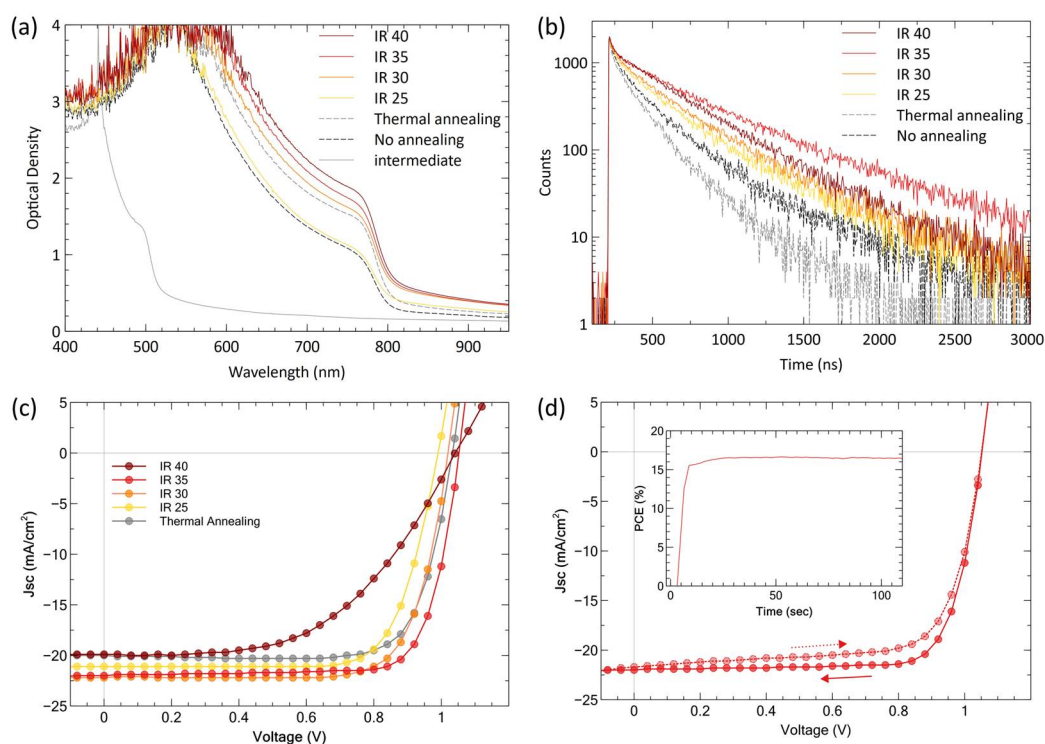 (a)
IR 40
IR 35
IR 30
IR 25
Thermal annealing
No annealing
intermediate
4
3
2
1
0
Optical Density
400 500 600 700 800 900
Wavelength (nm)
(b)
IR 40
IR 35
IR 30
IR 25
Thermal annealing
No annealing
1000
100
10
1
Counts
500 1000 1500 2000 2500 3000
Time (ns)
(c)
5
0
−5
−10
−15
−20
−25
Jsc (mA/cm2)
IR 40
IR 35
IR 30
IR 25
Thermal Annealing
0 0.2 0.4 0.6 0.8 1
Voltage (V)
(d)
5
0
−5
−10
−15
−20
−25
Jsc (mA/cm2)
20
15
10
5
0
PCE (%)
0 50 100
Time (sec)
0 0.2 0.4 0.6 0.8 1
Voltage (V)